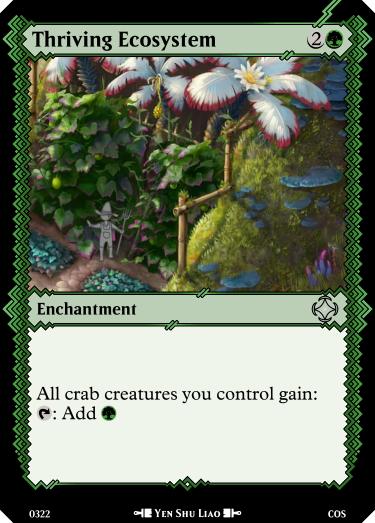 Thriving Ecosystem 2
Enchantment
All crab creatures you control gain:
: Add
0322 YEN SHU LIAO COS